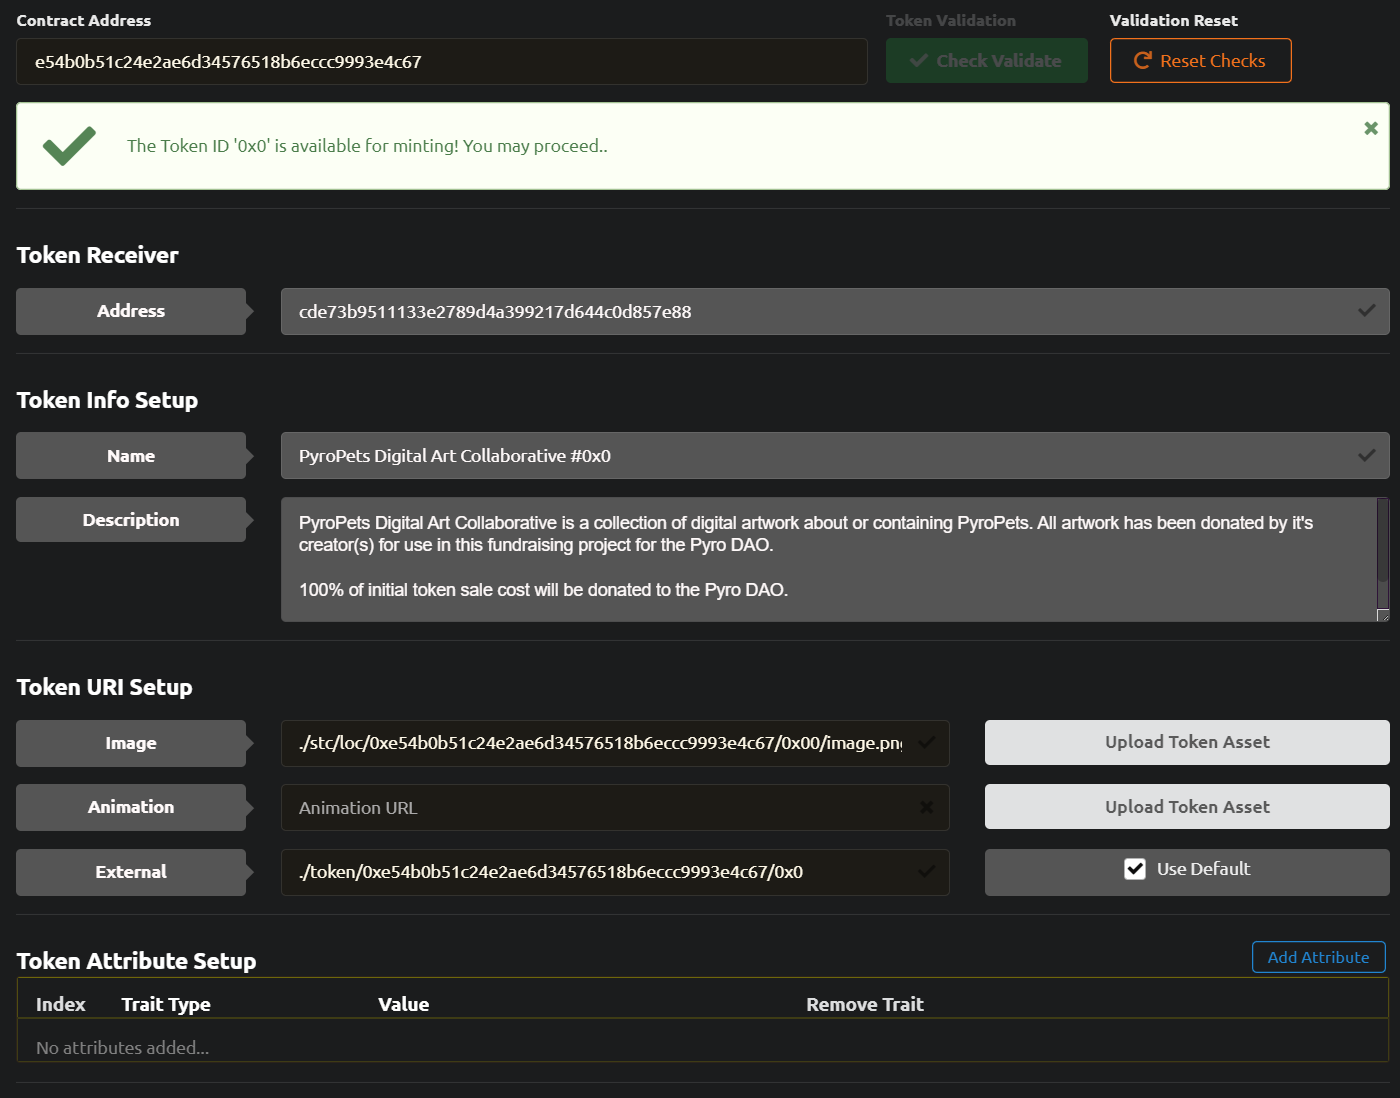 Contract Address
Token Validation
Validation Reset
e54b0b51c24e2ae6d34576518b6eccc9993e4c67
Check Validate
Reset Checks
The Token ID '0x0' is available for minting! You may proceed..
Token Receiver
Address
cde73b9511133e2789d4a399217d644c0d857e88
Token Info Setup
Name
PyroPets Digital Art Collaborative #0x0
Description
PyroPets Digital Art Collaborative is a collection of digital artwork about or containing PyroPets. All artwork has been donated by it's
creator(s) for use in this fundraising project for the Pyro DAO.
100% of initial token sale cost will be donated to the Pyro DAO.
Token URI Setup
Image
./stc/loc/0xe54b0b51c24e2ae6d34576518b6eccc9993e4c67/0x00/image.png
Upload Token Asset
Animation
Animation URL
Upload Token Asset
External
./token/0xe54b0b51c24e2ae6d34576518b6eccc9993e4c67/0x0
Use Default
Token Attribute Setup
Add Attribute
Index
Trait Type
Value
Remove Trait
No attributes added...